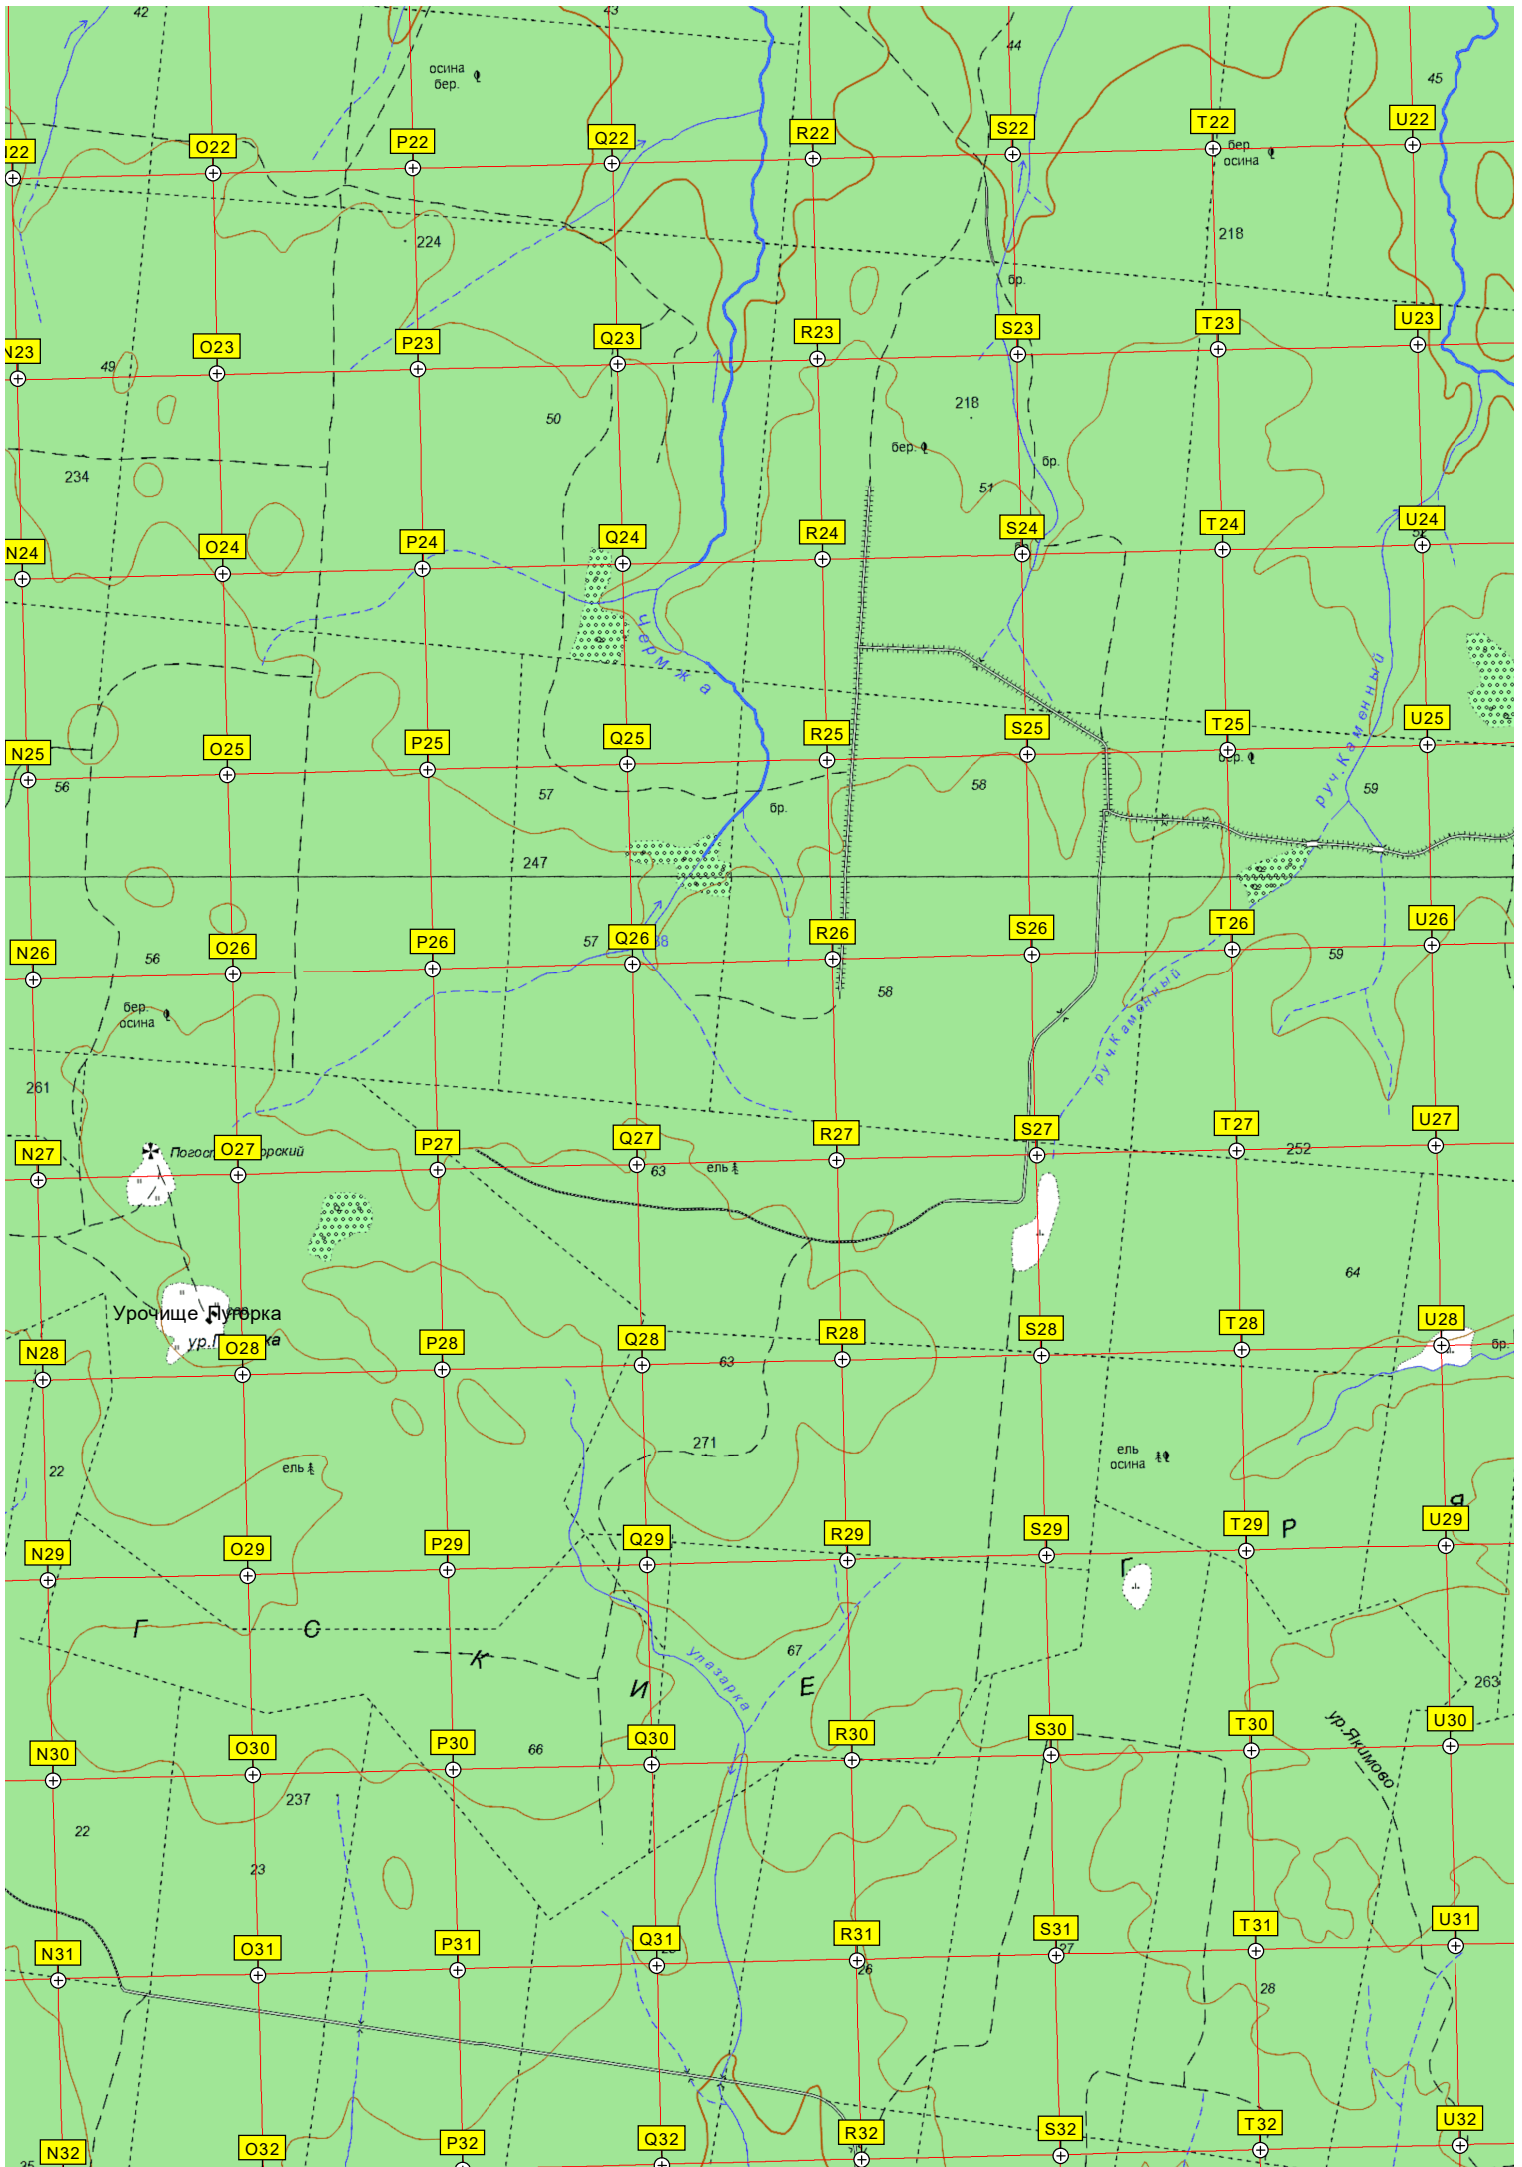 42
43
44
45
осина
бер.
O22
P22
Q22
R22
S22
T22
U22
бер.
осина
224
218
бр.
N23
O23
P23
Q23
R23
S23
T23
U23
49
50
218
бер.
бр.
234
51
N24
O24
P24
Q24
R24
S24
T24
U24
Чермжа
руч.Каменный
N25
O25
P25
Q25
R25
S25
T25
U25
бер.
56
57
бр.
58
59
247
N26
O26
P26
Q26
R26
S26
T26
U26
56
57
58
59
бер.
осина
руч.Каменный
261
N27
O27
P27
Q27
R27
S27
T27
U27
63
ель
252
64
Урочище Луторка
N28
O28
P28
Q28
R28
S28
T28
U28
63
бр.
271
22
ель
ель
осина
N29
O29
P29
Q29
R29
S29
T29
U29
Г С К И Е
Г Р Я
67
Улазарка
263
ур.Якимово
N30
O30
P30
Q30
R30
S30
T30
U30
66
237
22
23
N31
O31
P31
Q31
R31
S31
T31
U31
26
27
28
N32
O32
P32
Q32
R32
S32
T32
U32